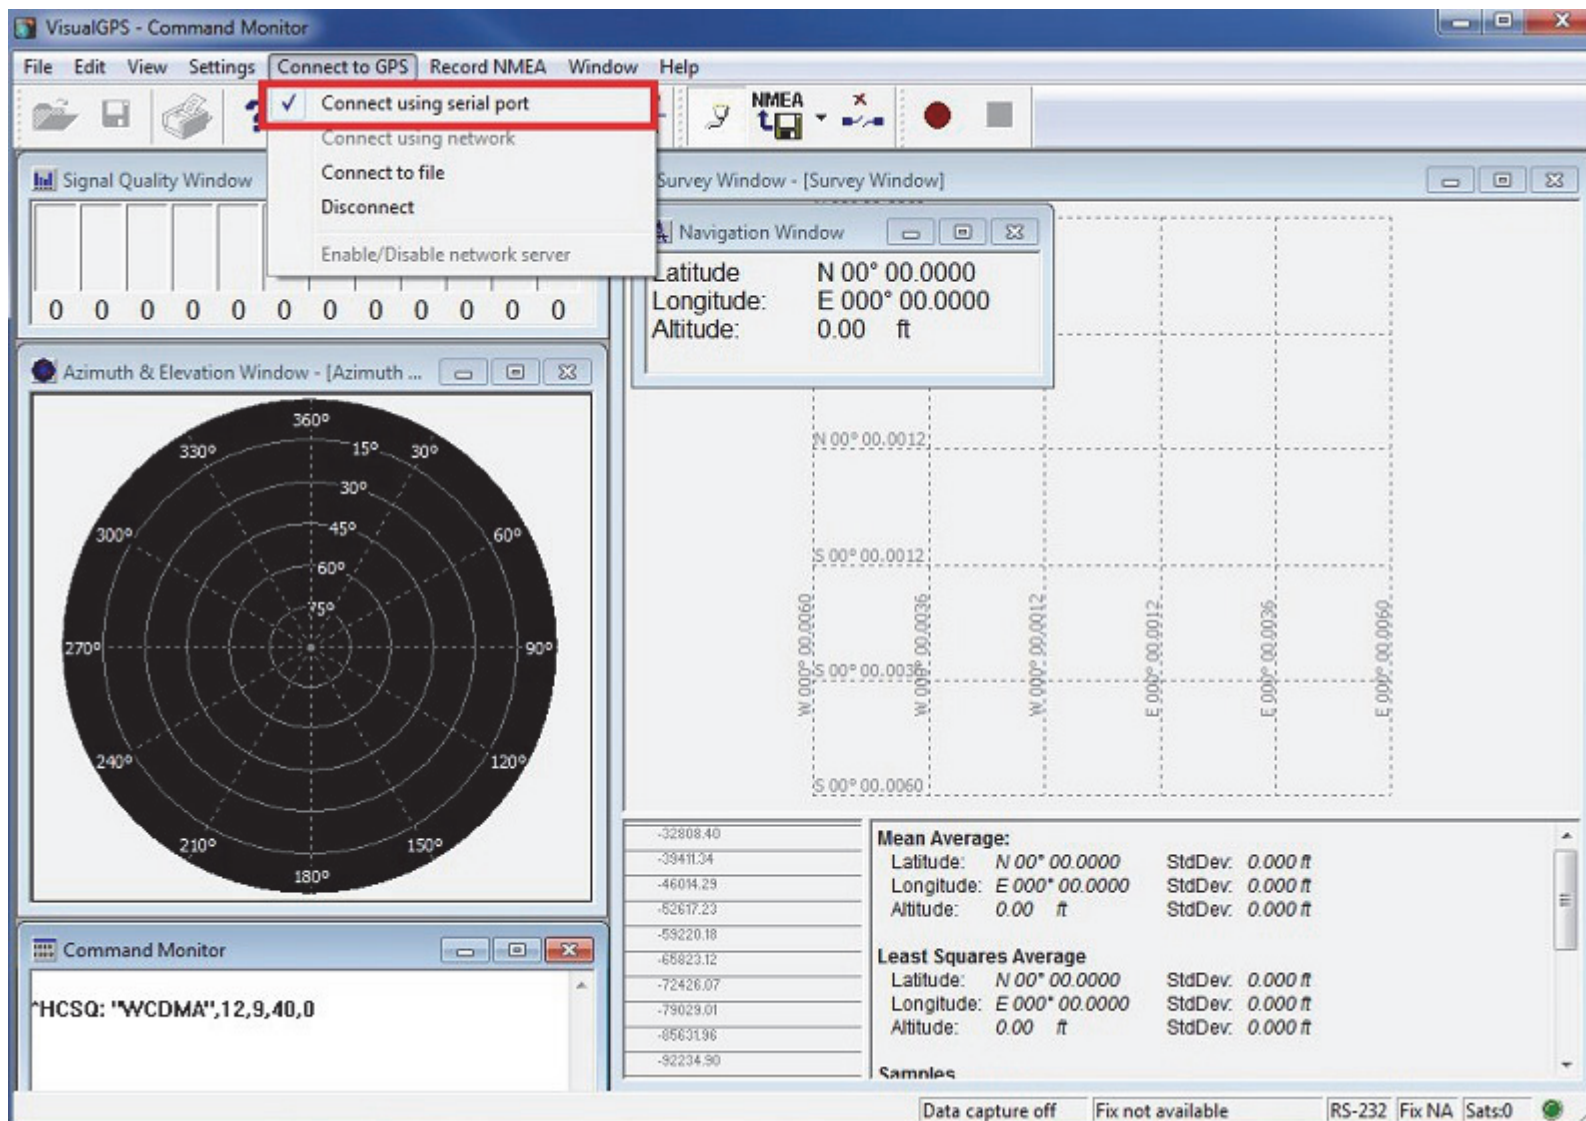 VisualGPS - Command Monitor
File Edit View Settings Connect to GPS Record NMEA Window Help
Connect using serial port
Connect using network
Connect to file
Disconnect
Enable/Disable network server
NMEA
Signal Quality Window
0 0 0 0 0 0 0 0 0 0 0 0
Survey Window - [Survey Window]
Navigation Window
Latitude N 00° 00.0000
Longitude: E 000° 00.0000
Altitude: 0.00 ft
N 00° 00.0012
S 00° 00.0012
S 00° 00.0036
S 00° 00.0060
W 000° 00.0060
W 000° 00.0036
W 000° 00.0012
E 000° 00.0012
E 000° 00.0036
E 000° 00.0060
Azimuth & Elevation Window - [Azimuth ...
360°
330° 15° 30°
30°
300° 45° 60°
60°
75°
270° 90°
240° 120°
210° 150°
180°
-32808.40
-39411.34
-46014.29
-52617.23
-59220.18
-65823.12
-72426.07
-79029.01
-85631.96
-92234.90
Mean Average:
Latitude: N 00° 00.0000 StdDev: 0.000 ft
Longitude: E 000° 00.0000 StdDev: 0.000 ft
Altitude: 0.00 ft StdDev: 0.000 ft
Least Squares Average
Latitude: N 00° 00.0000 StdDev: 0.000 ft
Longitude: E 000° 00.0000 StdDev: 0.000 ft
Altitude: 0.00 ft StdDev: 0.000 ft
Samples
Command Monitor
^HCSQ: "WCDMA",12,9,40,0
Data capture off Fix not available RS-232 Fix NA Sats:0